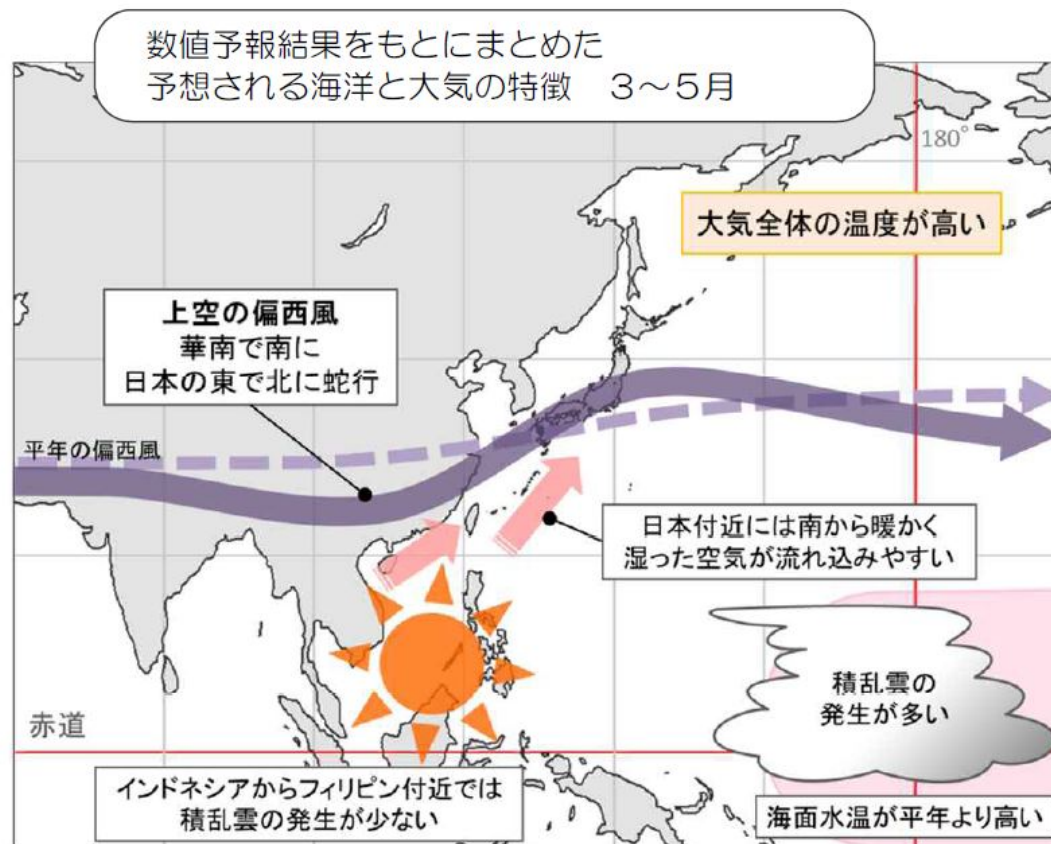 数値予報結果をもとにまとめた
予想される海洋と大気の特徴　３～５月
180°
大気全体の温度が高い
上空の偏西風
華南で南に
日本の東で北に蛇行
平年の偏西風
日本付近には南から暖かく
湿った空気が流れ込みやすい
積乱雲の
発生が多い
赤道
インドネシアからフィリピン付近では
積乱雲の発生が少ない
海面水温が平年より高い